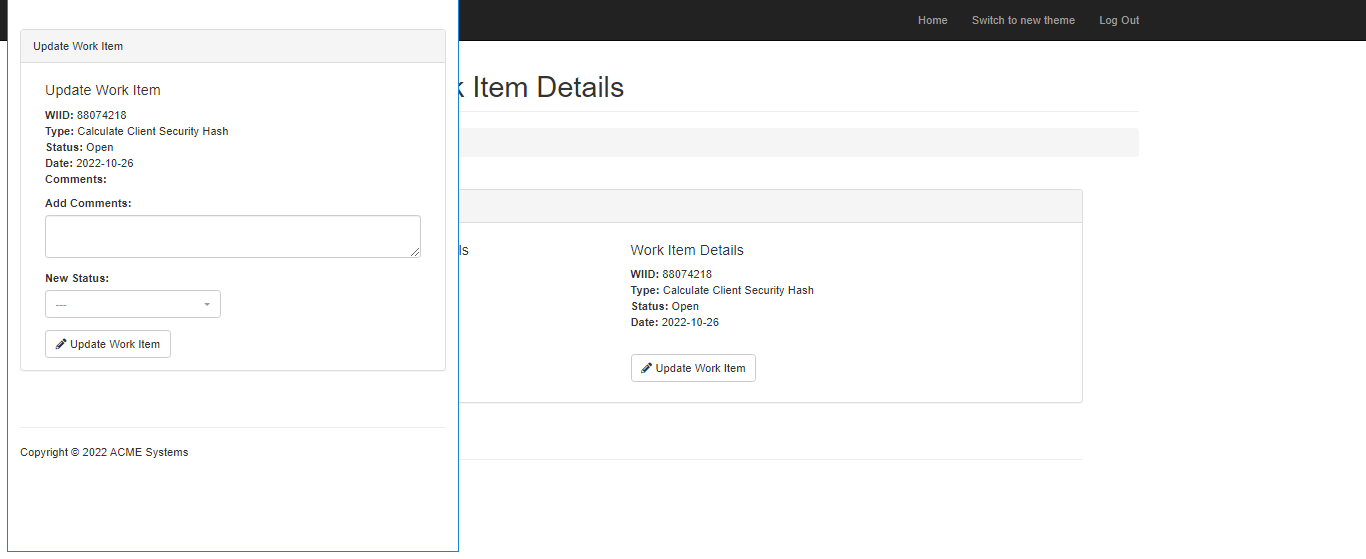 Home Switch to new theme Log Out
Update Work Item
Item Details
Update Work Item
WIID: 88074218
Type: Calculate Client Security Hash
Status: Open
Date: 2022-10-26
Comments:
Add Comments:
New Status:
---
Update Work Item
Copyright © 2022 ACME Systems
Work Item Details
WIID: 88074218
Type: Calculate Client Security Hash
Status: Open
Date: 2022-10-26
Update Work Item